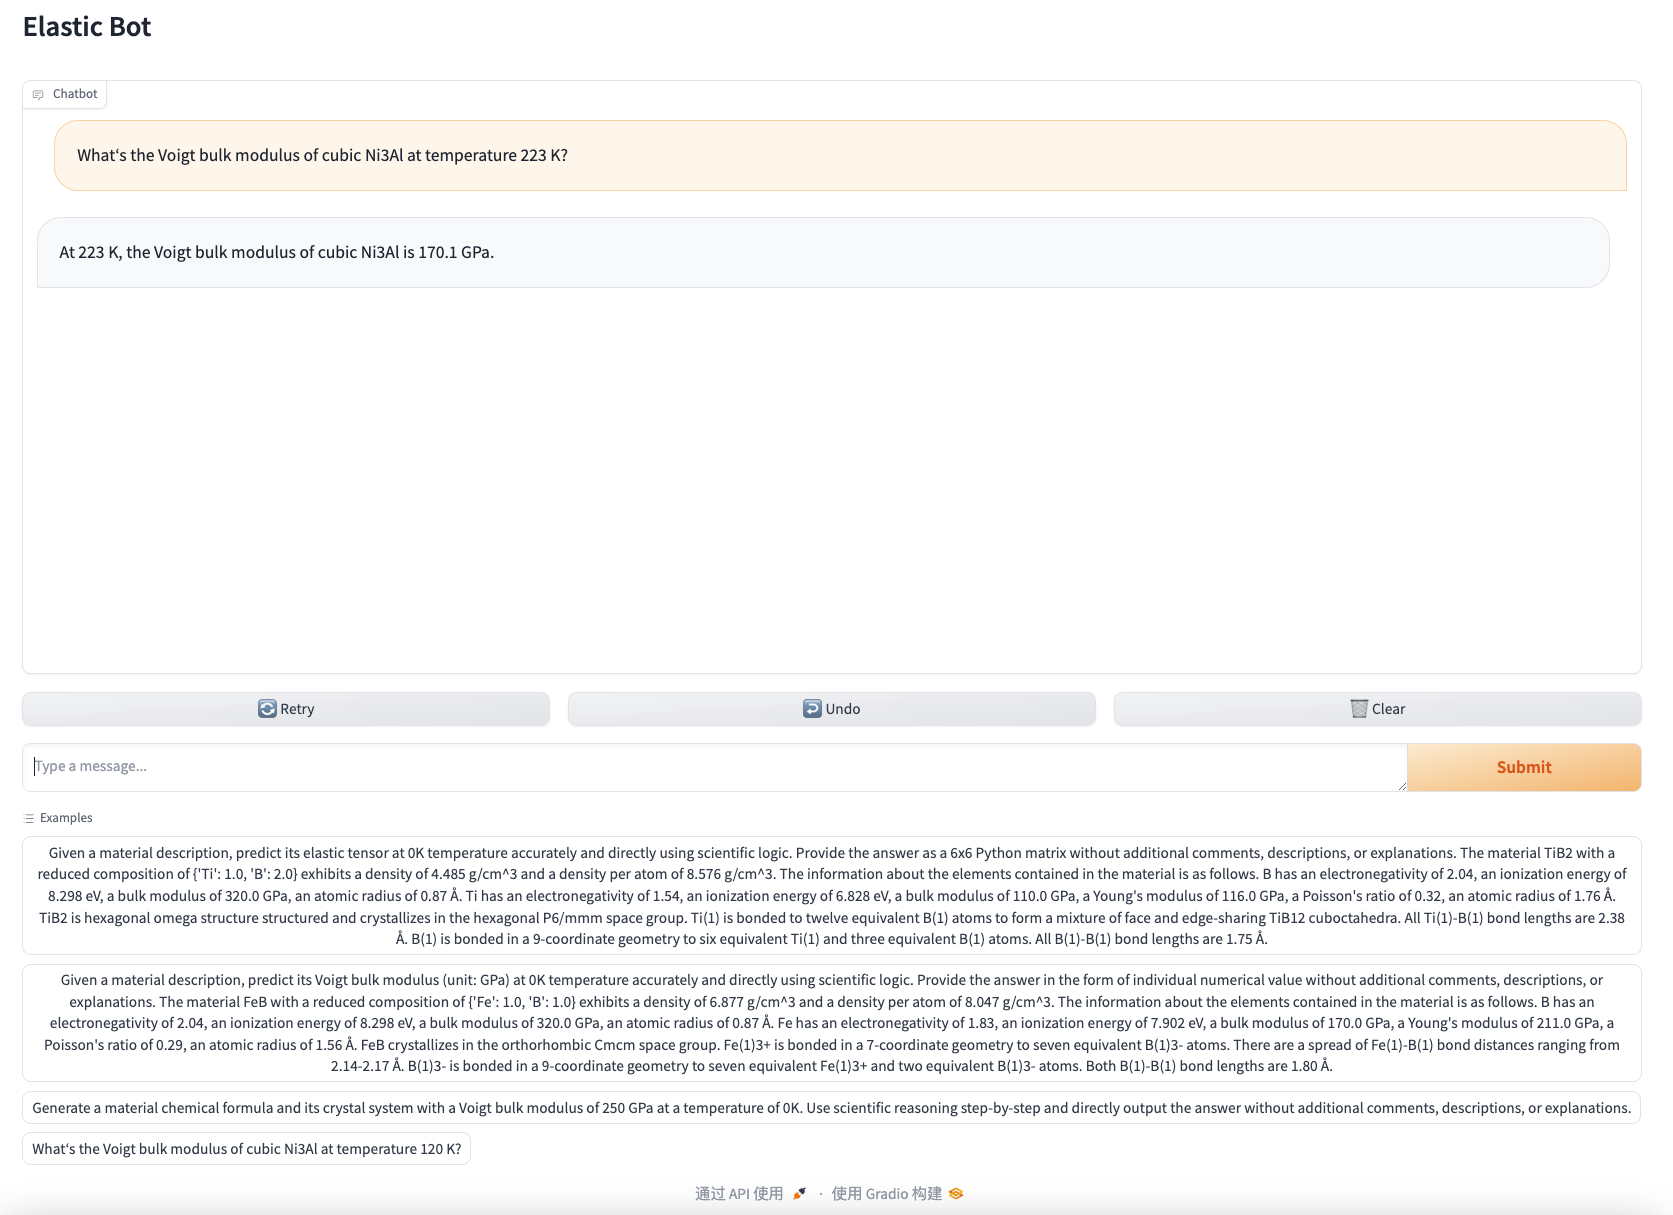 Elastic Bot
Chatbot
What‘s the Voigt bulk modulus of cubic Ni3Al at temperature 223 K?
At 223 K, the Voigt bulk modulus of cubic Ni3Al is 170.1 GPa.
Retry
Undo
Clear
Type a message...
Submit
Examples
Given a material description, predict its elastic tensor at 0K temperature accurately and directly using scientific logic. Provide the answer as a 6x6 Python matrix without additional comments, descriptions, or explanations. The material TiB2 with a
reduced composition of {'Ti': 1.0, 'B': 2.0} exhibits a density of 4.485 g/cm^3 and a density per atom of 8.576 g/cm^3. The information about the elements contained in the material is as follows. B has an electronegativity of 2.04, an ionization energy of
8.298 eV, a bulk modulus of 320.0 GPa, an atomic radius of 0.87 Å. Ti has an electronegativity of 1.54, an ionization energy of 6.828 eV, a bulk modulus of 110.0 GPa, a Young's modulus of 116.0 GPa, a Poisson's ratio of 0.32, an atomic radius of 1.76 Å.
TiB2 is hexagonal omega structure structured and crystallizes in the hexagonal P6/mmm space group. Ti(1) is bonded to twelve equivalent B(1) atoms to form a mixture of face and edge-sharing TiB12 cuboctahedra. All Ti(1)-B(1) bond lengths are 2.38
Å. B(1) is bonded in a 9-coordinate geometry to six equivalent Ti(1) and three equivalent B(1) atoms. All B(1)-B(1) bond lengths are 1.75 Å.
Given a material description, predict its Voigt bulk modulus (unit: GPa) at 0K temperature accurately and directly using scientific logic. Provide the answer in the form of individual numerical value without additional comments, descriptions, or
explanations. The material FeB with a reduced composition of {'Fe': 1.0, 'B': 1.0} exhibits a density of 6.877 g/cm^3 and a density per atom of 8.047 g/cm^3. The information about the elements contained in the material is as follows. B has an
electronegativity of 2.04, an ionization energy of 8.298 eV, a bulk modulus of 320.0 GPa, an atomic radius of 0.87 Å. Fe has an electronegativity of 1.83, an ionization energy of 7.902 eV, a bulk modulus of 170.0 GPa, a Young's modulus of 211.0 GPa, a
Poisson's ratio of 0.29, an atomic radius of 1.56 Å. FeB crystallizes in the orthorhombic Cmcm space group. Fe(1)3+ is bonded in a 7-coordinate geometry to seven equivalent B(1)3- atoms. There are a spread of Fe(1)-B(1) bond distances ranging from
2.14-2.17 Å. B(1)3- is bonded in a 9-coordinate geometry to seven equivalent Fe(1)3+ and two equivalent B(1)3- atoms. Both B(1)-B(1) bond lengths are 1.80 Å.
Generate a material chemical formula and its crystal system with a Voigt bulk modulus of 250 GPa at a temperature of 0K. Use scientific reasoning step-by-step and directly output the answer without additional comments, descriptions, or explanations.
What‘s the Voigt bulk modulus of cubic Ni3Al at temperature 120 K?
通过 API 使用 · 使用 Gradio 构建